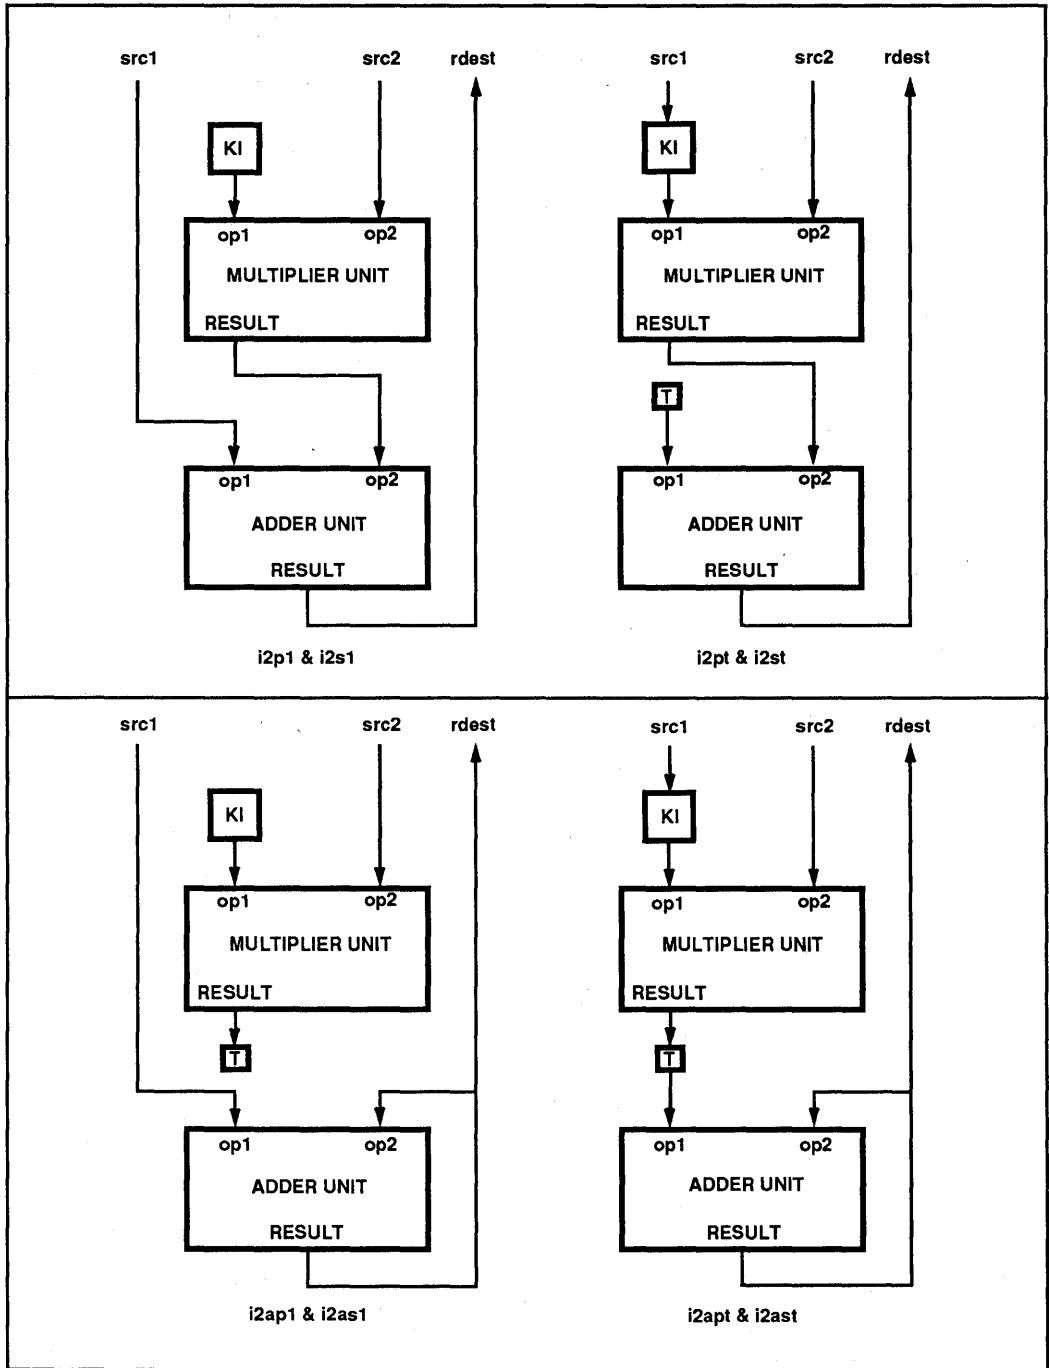 src1 src2 rdest src1 src2 rdest
KI KI
op1 op2 op1 op2
MULTIPLIER UNIT MULTIPLIER UNIT
RESULT RESULT
T
op1 op2 op1 op2
ADDER UNIT ADDER UNIT
RESULT RESULT
i2p1 & i2s1 i2pt & i2st
src1 src2 rdest src1 src2 rdest
KI KI
op1 op2 op1 op2
MULTIPLIER UNIT MULTIPLIER UNIT
RESULT RESULT
T T
op1 op2 op1 op2
ADDER UNIT ADDER UNIT
RESULT RESULT
i2ap1 & i2as1 i2apt & i2ast